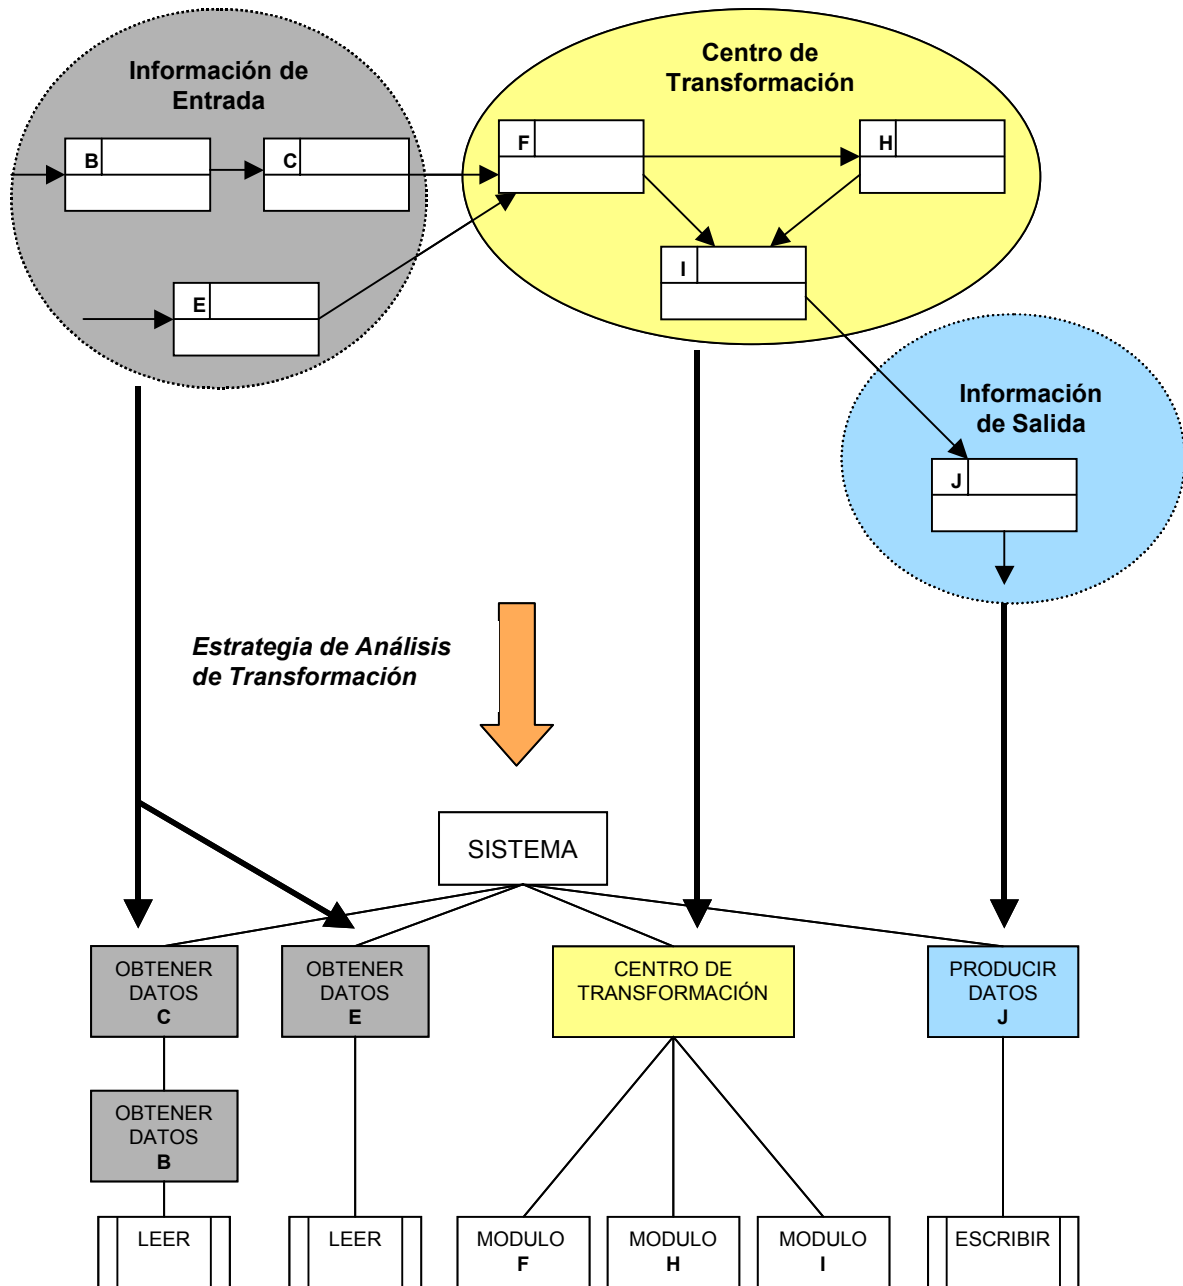 Información de
Entrada
Centro de
Transformación
B
C
F
H
E
I
Información
de Salida
J
Estrategia de Análisis
de Transformación
SISTEMA
OBTENER
DATOS
C
OBTENER
DATOS
E
CENTRO DE
TRANSFORMACIÓN
PRODUCIR
DATOS
J
OBTENER
DATOS
B
LEER
LEER
MODULO
F
MODULO
H
MODULO
I
ESCRIBIR